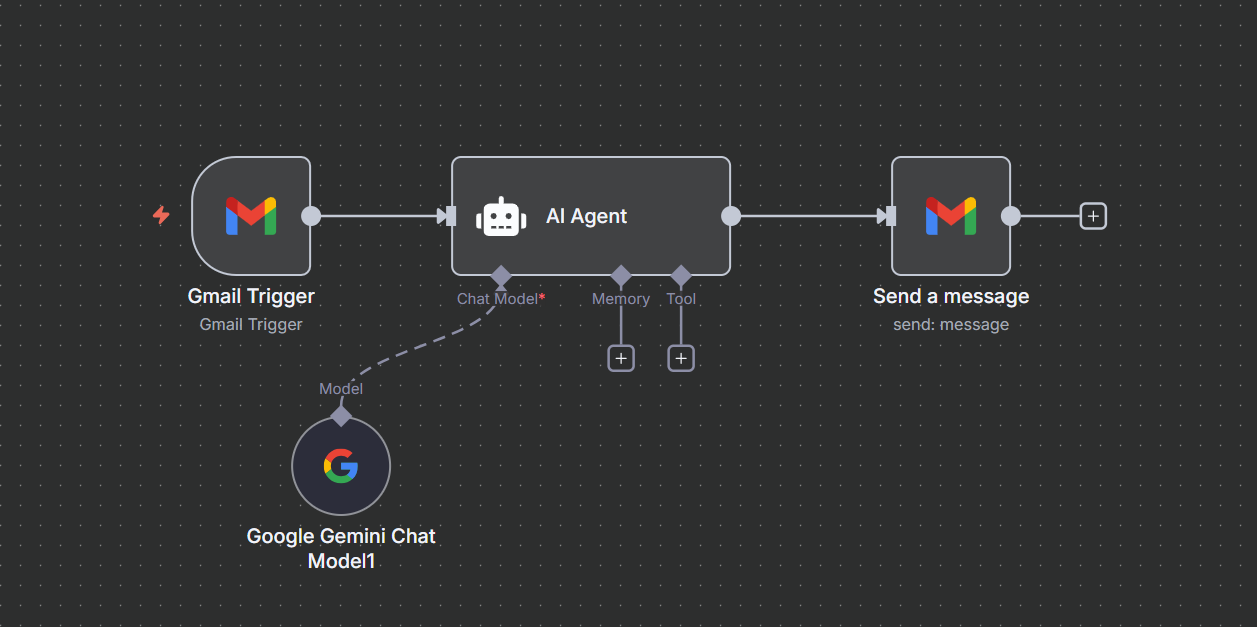 AI Agent
Gmail Trigger
Gmail Trigger
Chat Model*
Memory
Tool
Send a message
send: message
Model
Google Gemini Chat
Model1